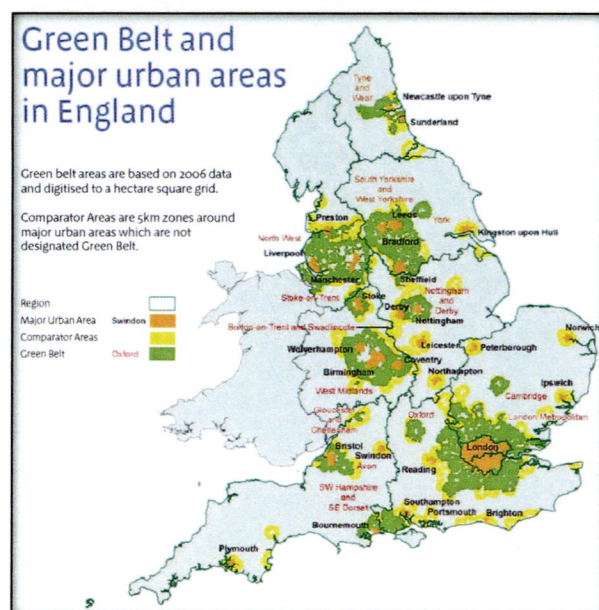 Green Belt and
major urban areas
in England
Green belt areas are based on 2006 data
and digitised to a hectare square grid.
Comparator Areas are 5km zones around
major urban areas which are not
designated Green Belt.
Region
Major Urban Area Swindon
Comparator Areas
Green Belt Oxford
Tyne
and
Wear
Newcastle upon Tyne
Sunderland
South Yorkshire
and
West Yorkshire
Preston
Leeds
York
North West
Bradford
Kingston upon Hull
Liverpool
Manchester
Sheffield
Stoke-on-Trent
Stoke
Derby
Nottingham
and
Derby
Nottingham
Burton-on-Trent and Swadlincote
Norwich
Leicester
Peterborough
Wolverhampton
Coventry
Birmingham
Northampton
Ipswich
West Midlands
Cambridge
Gloucester
and
Cheltenham
Oxford
London Metropolitan
Bristol
London
Swindon
Avon
Reading
SW Hampshire
and
SE Dorset
Southampton
Portsmouth
Brighton
Bournemouth
Plymouth